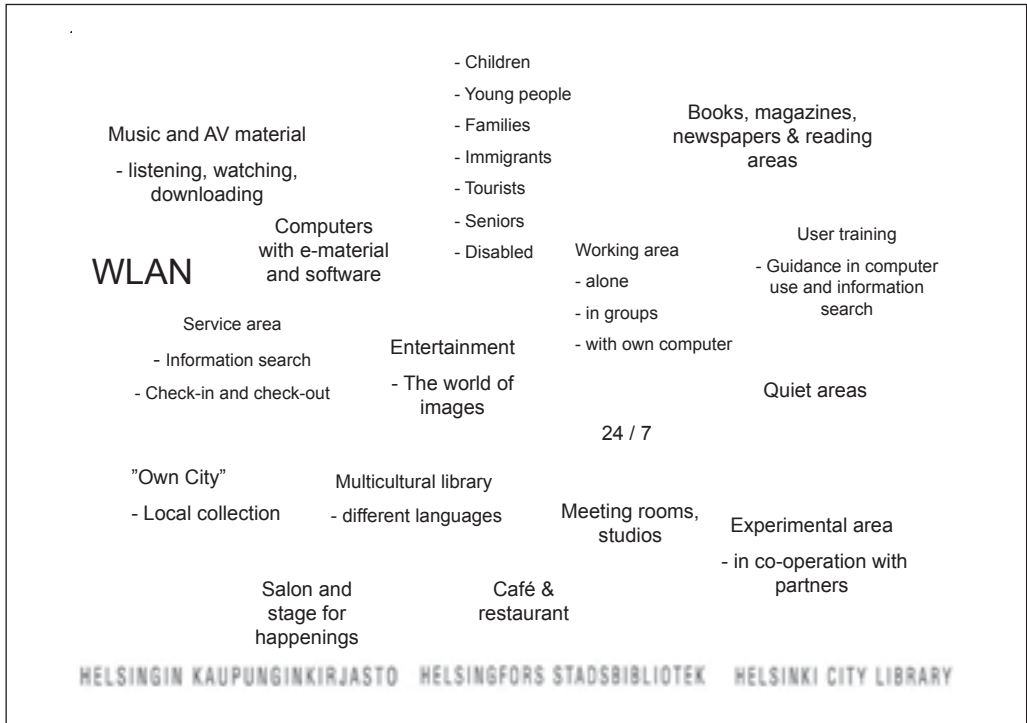 - Children
- Young people
- Families
- Immigrants
- Tourists
- Seniors
- Disabled
Books, magazines,
newspapers & reading
areas
Music and AV material
- listening, watching,
downloading
Computers
with e-material
and software
WLAN
Working area
- alone
- in groups
- with own computer
User training
- Guidance in computer
use and information
search
Service area
- Information search
- Check-in and check-out
Entertainment
- The world of
images
Quiet areas
24 / 7
”Own City”
- Local collection
Multicultural library
- different languages
Meeting rooms,
studios
Experimental area
- in co-operation with
partners
Salon and
stage for
happenings
Café &
restaurant
HELSINGIN KAUPUNGINKIRJASTO HELSINGFORS STADSBIBLIOTEK HELSINKI CITY LIBRARY